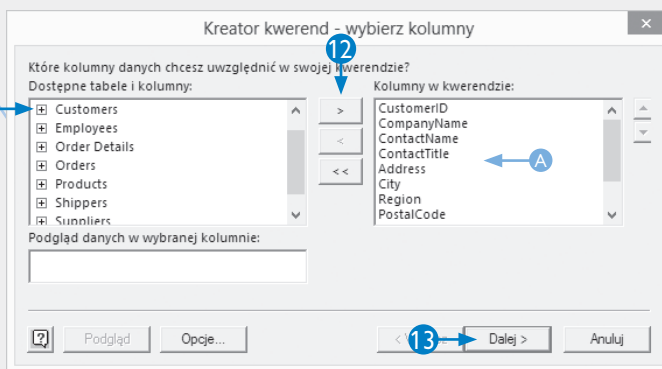 Kreator kwerend - wybierz kolumny
12
Które kolumny danych chcesz uwzględnić w swojej kwerendzie?
Dostępne tabele i kolumny:
Customers
Employees
Order Details
Orders
Products
Shippers
Suppliers
>
<
<<
Kolumny w kwerendzie:
CustomerID
CompanyName
ContactName
ContactTitle
Address
City
Region
PostalCode
A
Podgląd danych w wybranej kolumnie:
Podgląd
Opcje...
<
13
Dalej >
Anuluj